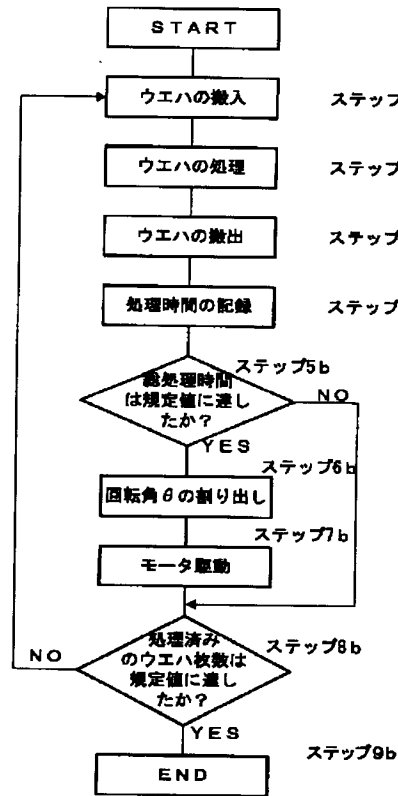 START
ウエハの搬入
ステップ
ウエハの処理
ステップ
ウエハの搬出
ステップ
処理時間の記録
ステップ
ステップ5b
総処理時間
は規定値に達し
たか?
NO
YES
ステップ6b
回転角θの割り出し
ステップ7b
モータ駆動
処理済み
のウエハ枚数は
規定値に達し
たか?
ステップ8b
NO
YES
ステップ9b
END